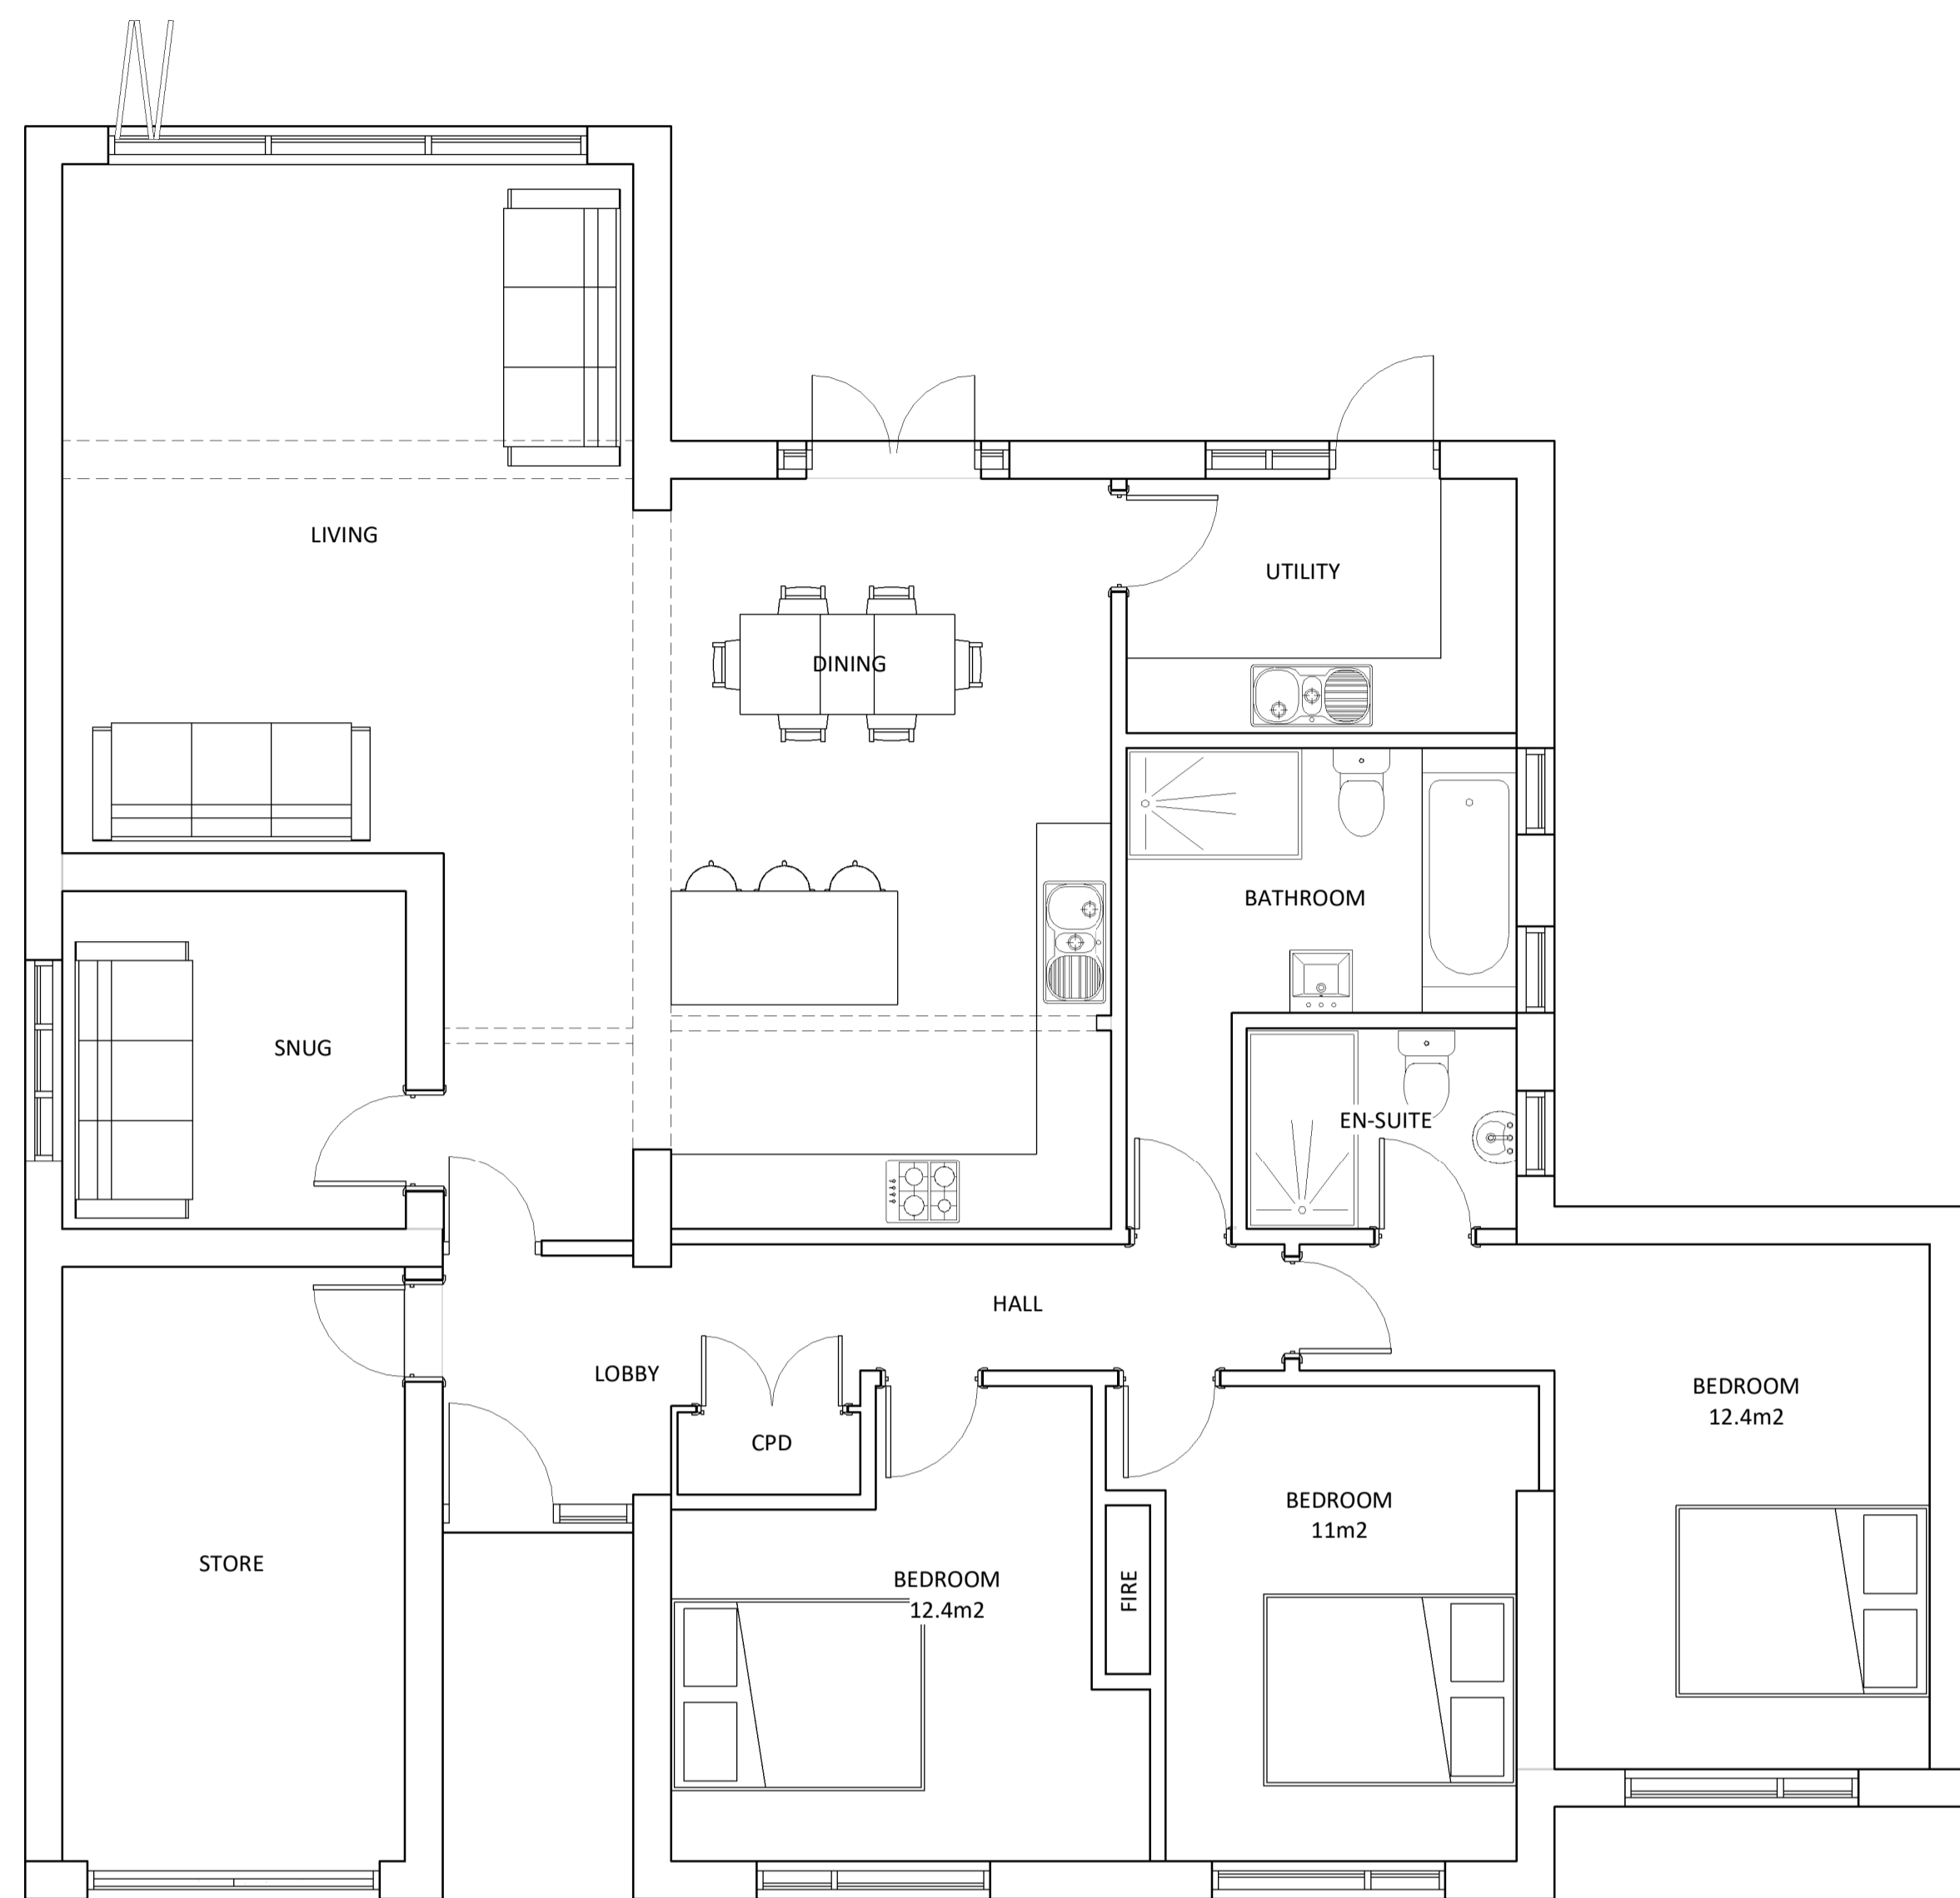 LIVING
UTILITY
DINING
BATHROOM
SNUG
EN-SUITE
HALL
LOBBY
BEDROOM
12.4m2
CPD
BEDROOM
11m2
STORE
BEDROOM
12.4m2
FIRE